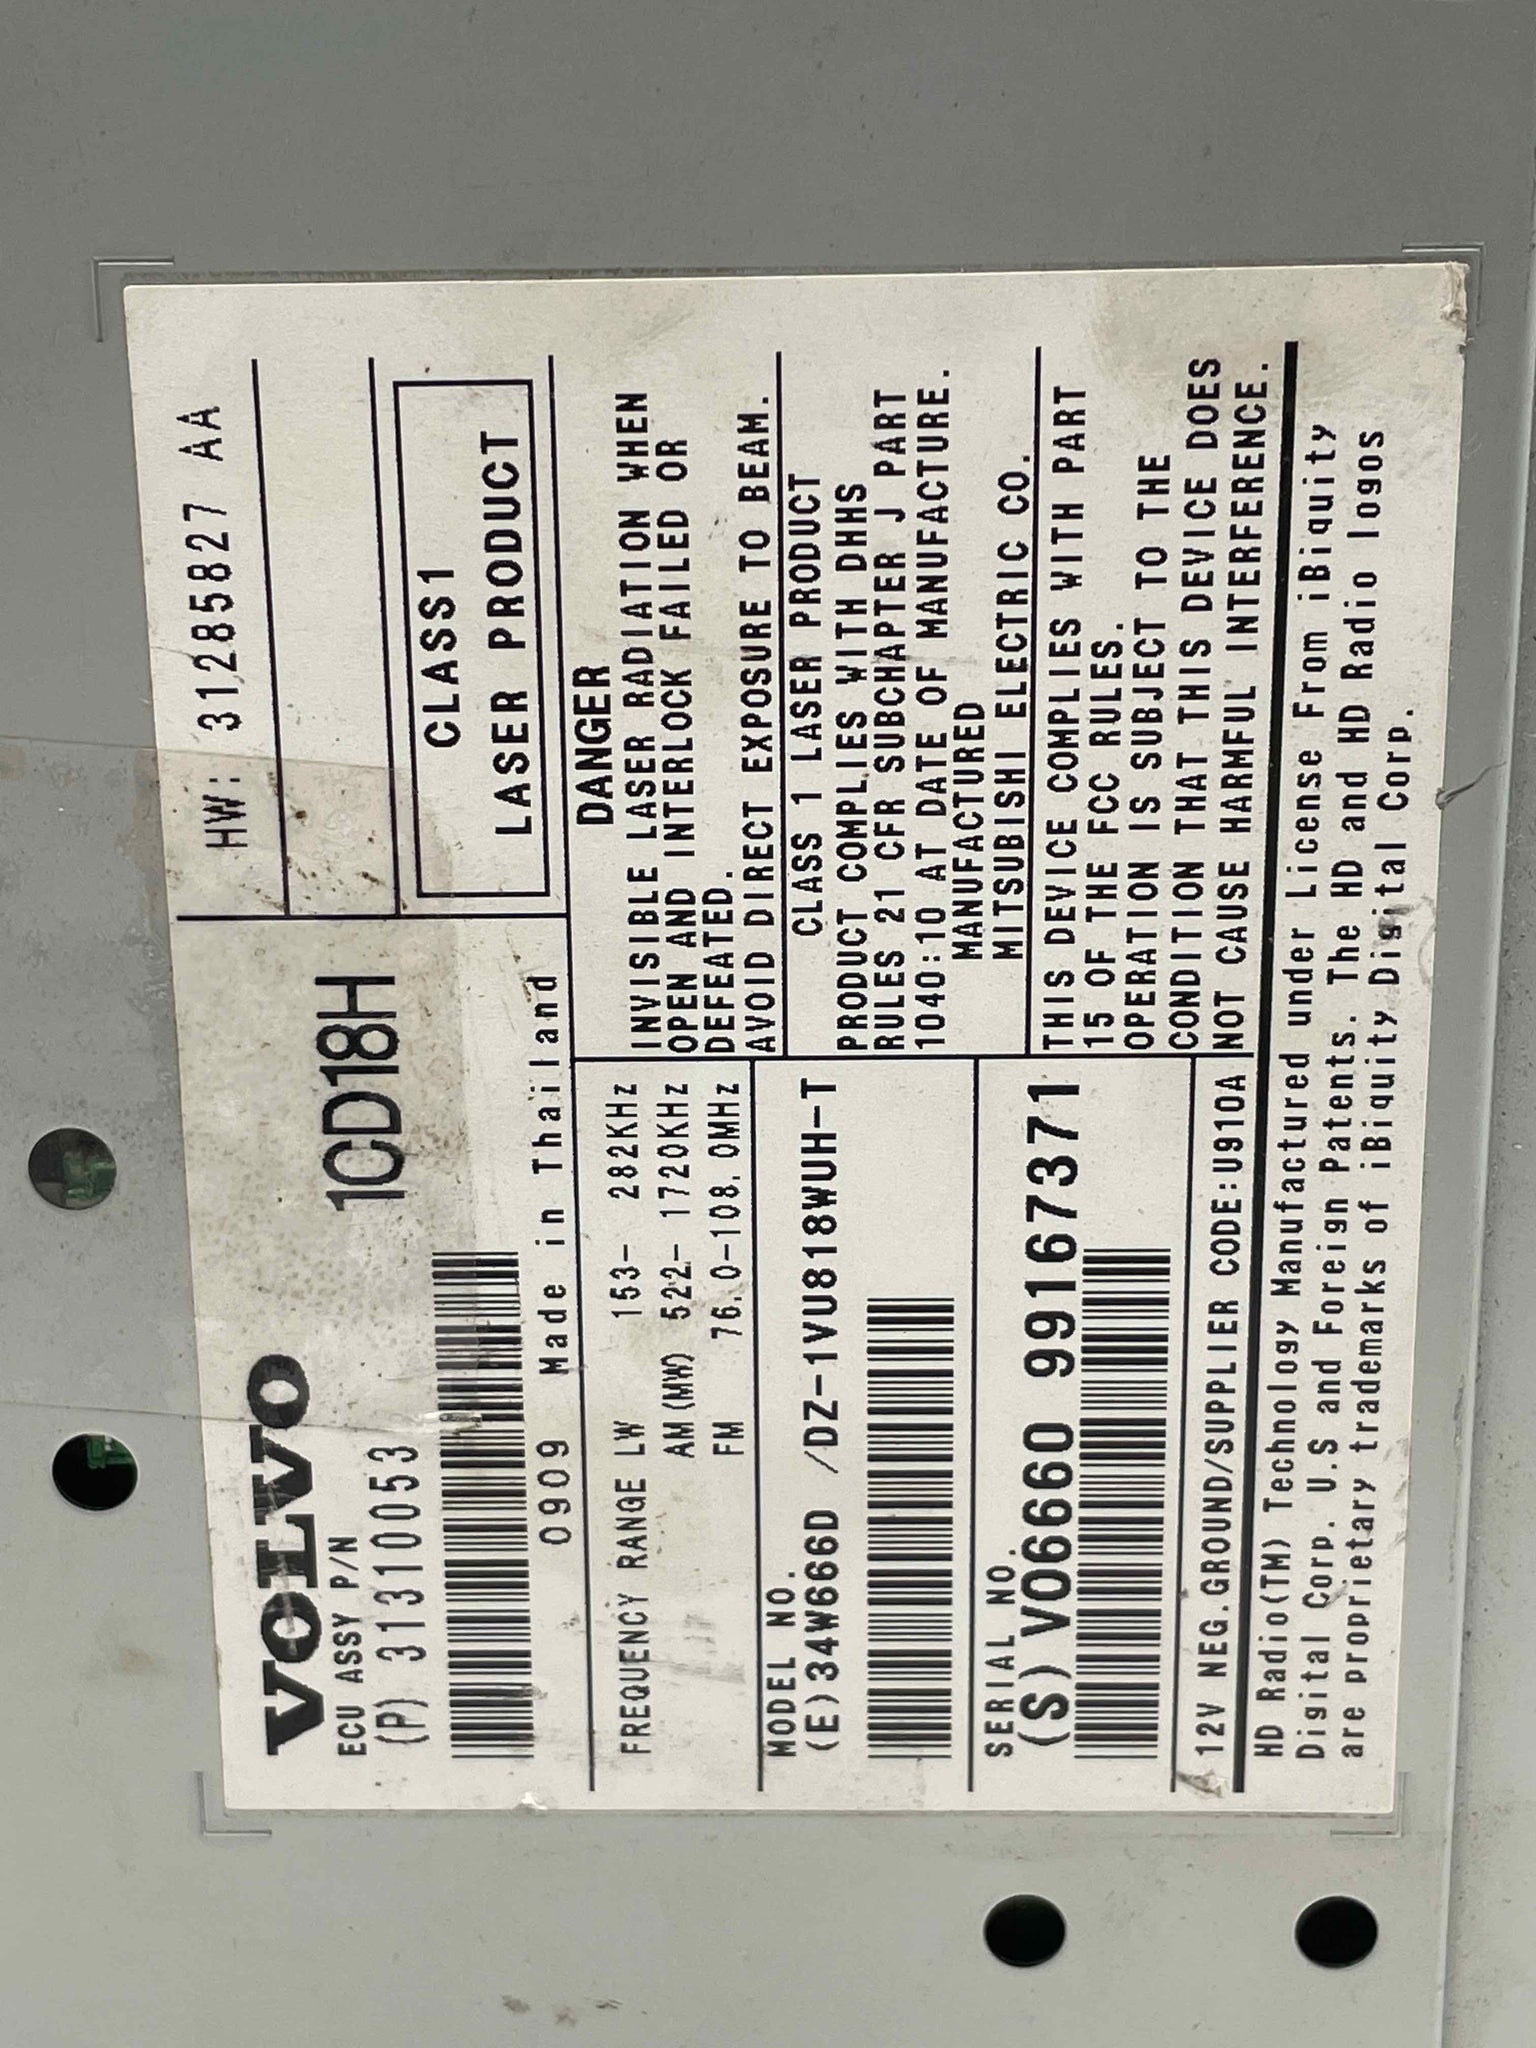 VOLVO
ECU ASSY P/N
(P) 31310053
1CD18H
0909 Made in Thailand
HW: 31285827 AA
CLASS1
LASER PRODUCT
FREQUENCY RANGE LW 153- 282KHz
AM(MW) 522- 1720KHz
FM 76.0-108.0MHz
MODEL NO.
(E)34W666D /DZ-1VU818WUH-T
SERIAL NO.
(S)V0660 99167371
12V NEG.GROUND/SUPPLIER CODE:U910A
DANGER
INVISIBLE LASER RADIATION WHEN
OPEN AND INTERLOCK FAILED OR
DEFEATED.
AVOID DIRECT EXPOSURE TO BEAM.
CLASS 1 LASER PRODUCT
PRODUCT COMPLIES WITH DHHS
RULES 21 CFR SUBCHAPTER J PART
1040:10 AT DATE OF MANUFACTURE.
MANUFACTURED
MITSUBISHI ELECTRIC CO.
THIS DEVICE COMPLIES WITH PART
15 OF THE FCC RULES.
OPERATION IS SUBJECT TO THE
CONDITION THAT THIS DEVICE DOES
NOT CAUSE HARMFUL INTERFERENCE.
HD Radio(TM) Technology Manufactured under License From iBiquity
Digital Corp. U.S and Foreign Patents. The HD and HD Radio logos
are proprietary trademarks of iBiquity Digital Corp.